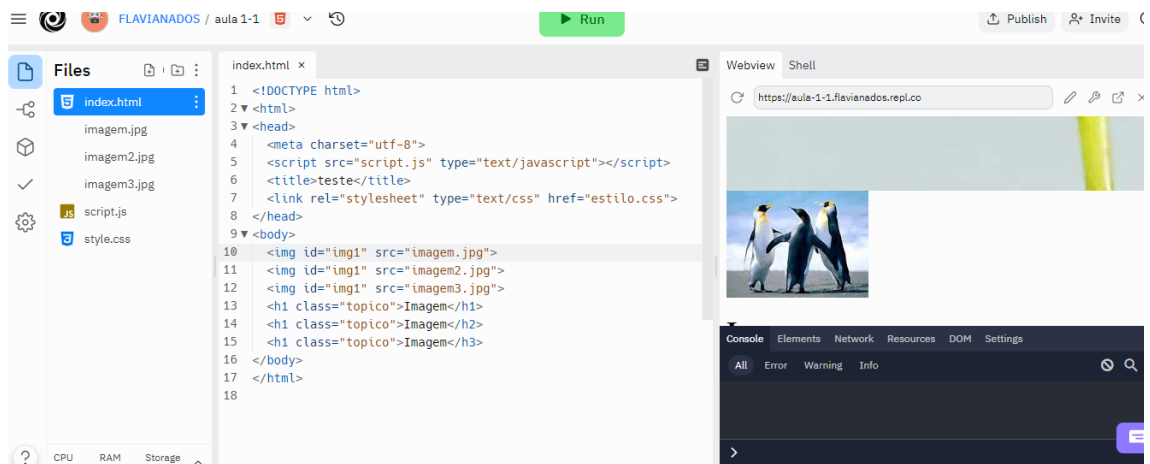 FLAVIANADOS / aula 1-1
Run
Publish
Invite
Files
index.html
imagem.jpg
imagem2.jpg
imagem3.jpg
script.js
style.css
CPU RAM Storage
index.html ×
1 <!DOCTYPE html>
2 <html>
3 <head>
4 <meta charset="utf-8">
5 <script src="script.js" type="text/javascript"></script>
6 <title>teste</title>
7 <link rel="stylesheet" type="text/css" href="estilo.css">
8 </head>
9 <body>
10 <img id="img1" src="imagem.jpg">
11 <img id="img1" src="imagem2.jpg">
12 <img id="img1" src="imagem3.jpg">
13 <h1 class="topico">Imagem</h1>
14 <h1 class="topico">Imagem</h2>
15 <h1 class="topico">Imagem</h3>
16 </body>
17 </html>
18
Webview Shell
https://aula-1-1.flavianados.repl.co
Console Elements Network Resources DOM Settings
All Error Warning Info